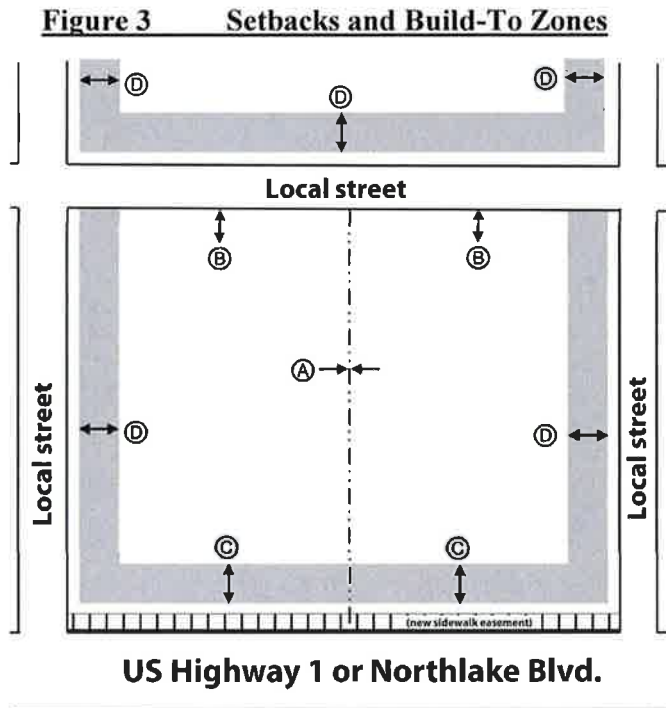 Figure 3 Setbacks and Build-To Zones
D D D
Local street
B B
A
Local street
D D
Local street
C C
(new sidewalk easement)
US Highway 1 or Northlake Blvd.